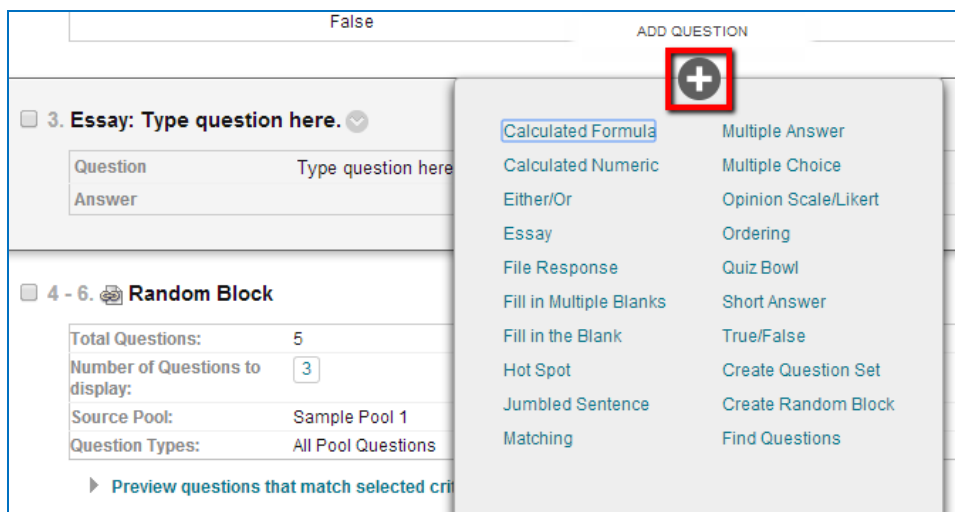 False
ADD QUESTION
3. Essay: Type question here.
Question Type question here
Answer
4 - 6. Random Block
Total Questions: 5
Number of Questions to 3
display:
Source Pool: Sample Pool 1
Question Types: All Pool Questions
Preview questions that match selected crit
Calculated Formula
Calculated Numeric
Either/Or
Essay
File Response
Fill in Multiple Blanks
Fill in the Blank
Hot Spot
Jumbled Sentence
Matching
Multiple Answer
Multiple Choice
Opinion Scale/Likert
Ordering
Quiz Bowl
Short Answer
True/False
Create Question Set
Create Random Block
Find Questions